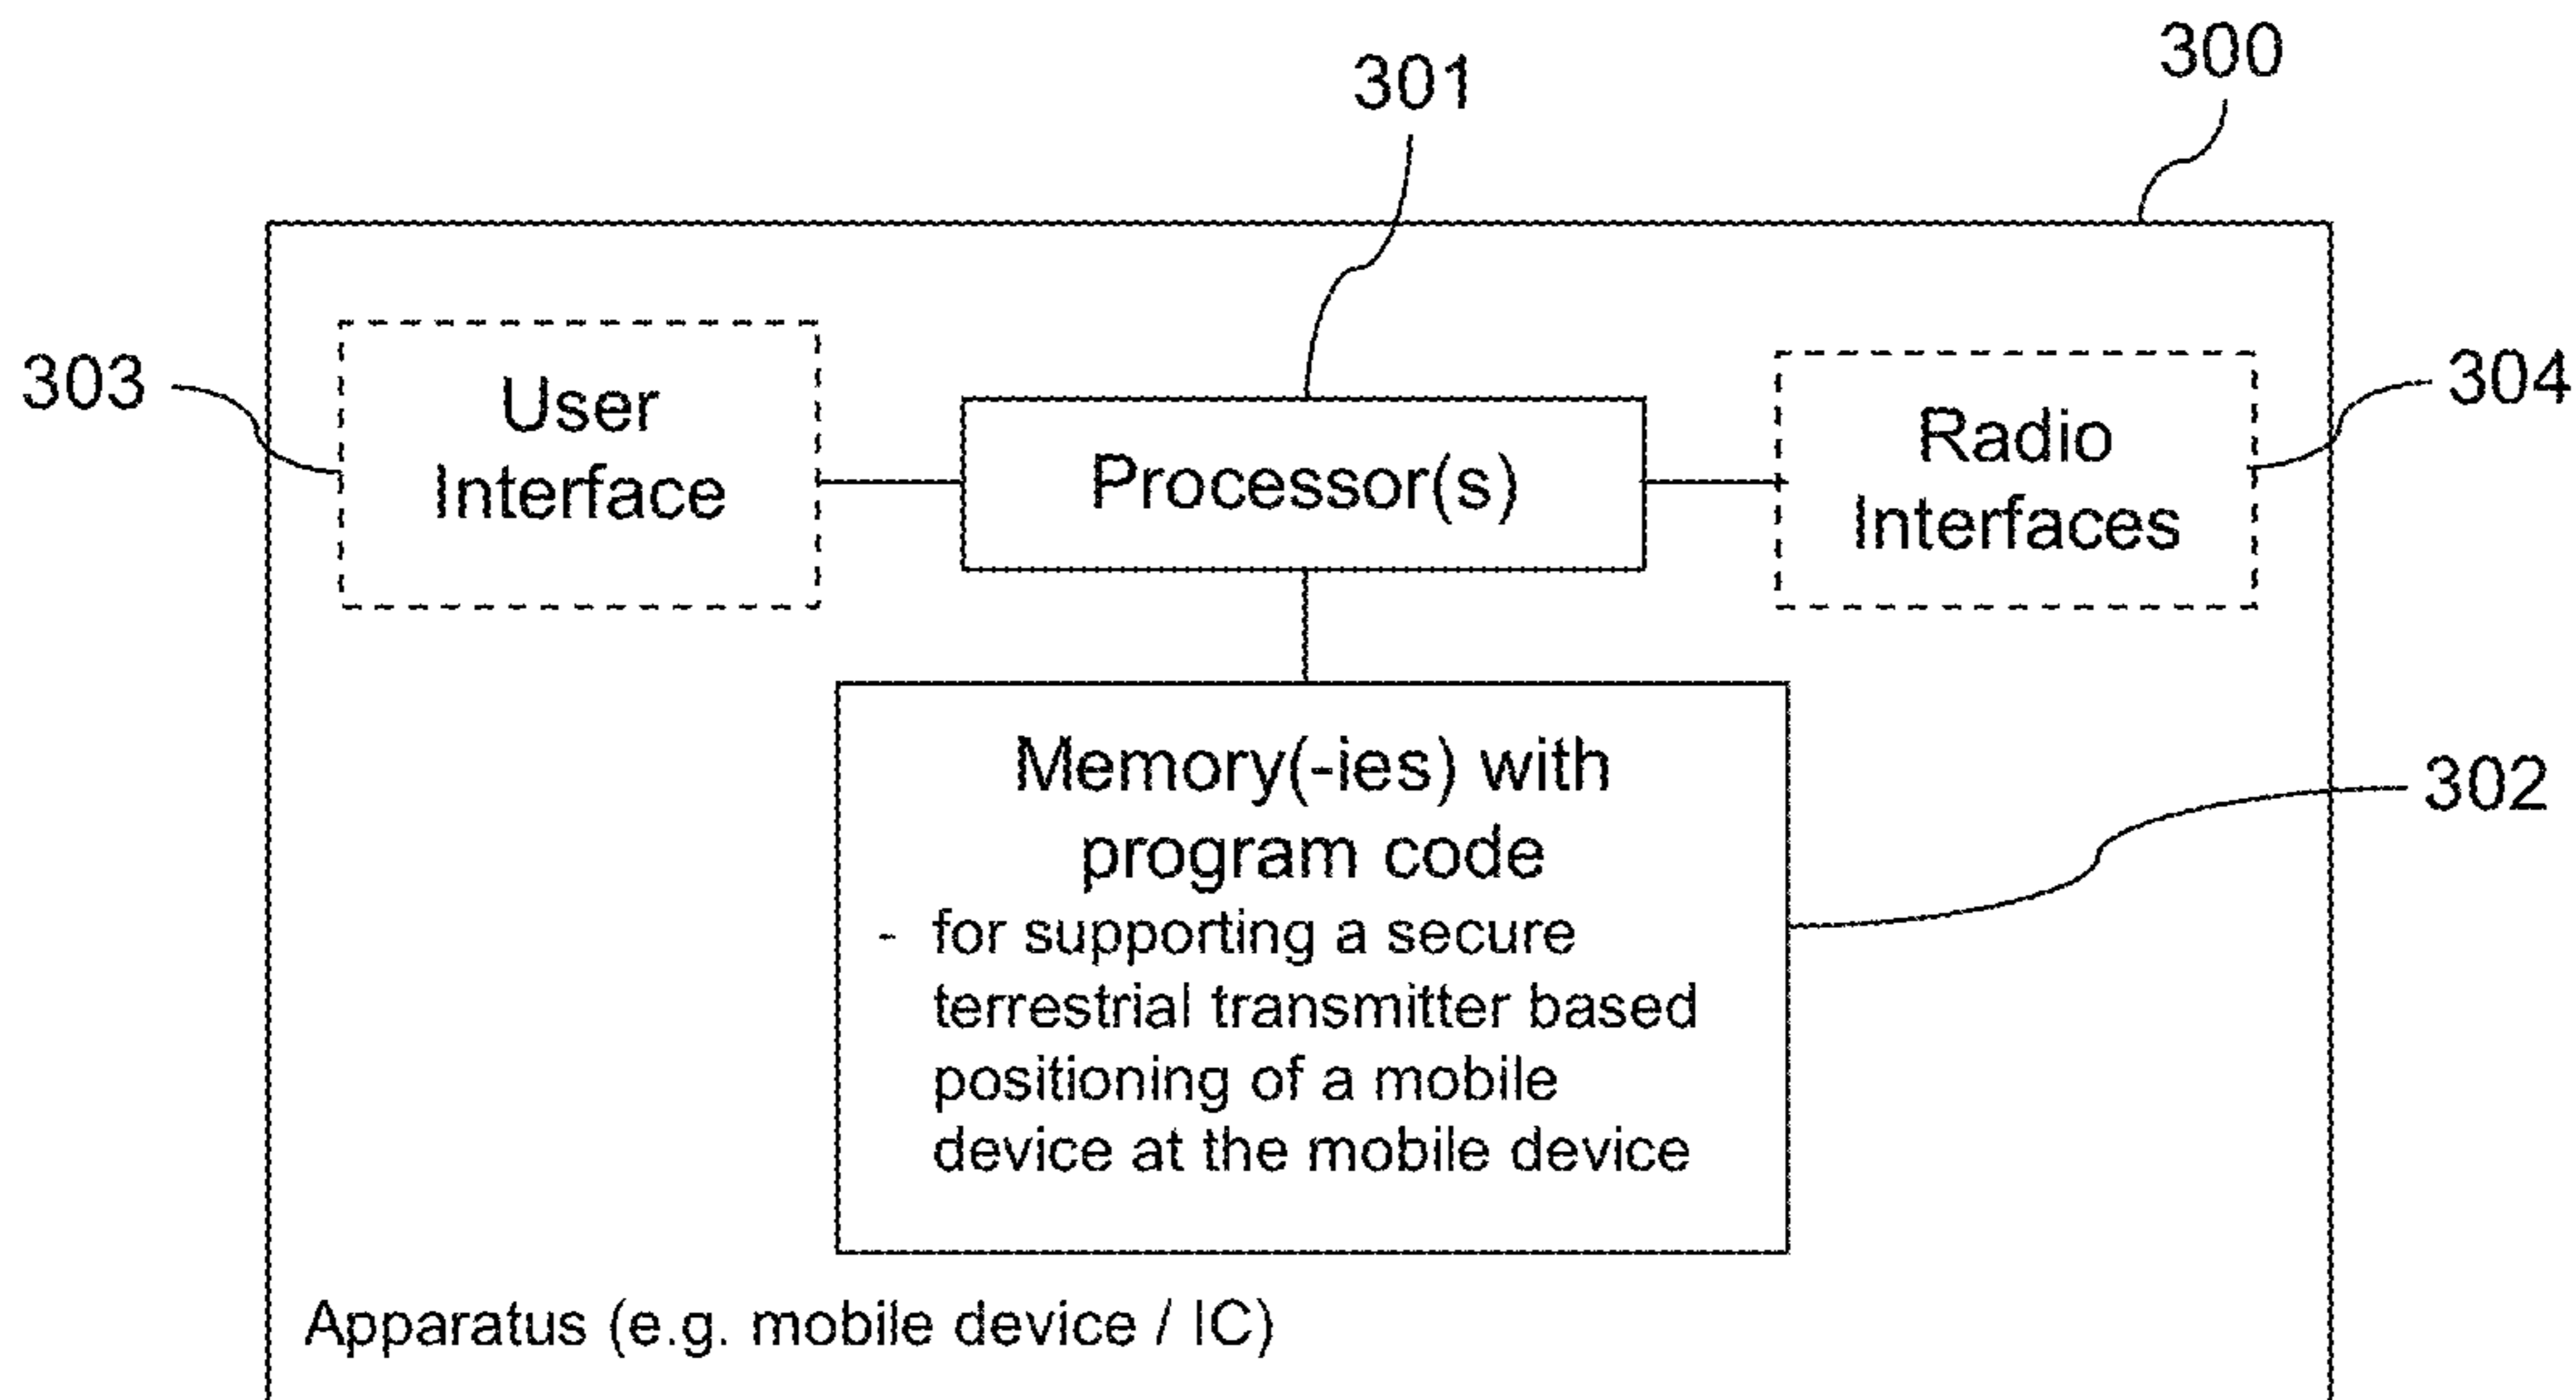 300
301
303
User
Interface
Processor(s)
Radio
Interfaces
304
Memory(-ies) with
program code
- for supporting a secure
terrestrial transmitter based
positioning of a mobile
device at the mobile device
302
Apparatus (e.g. mobile device / IC)